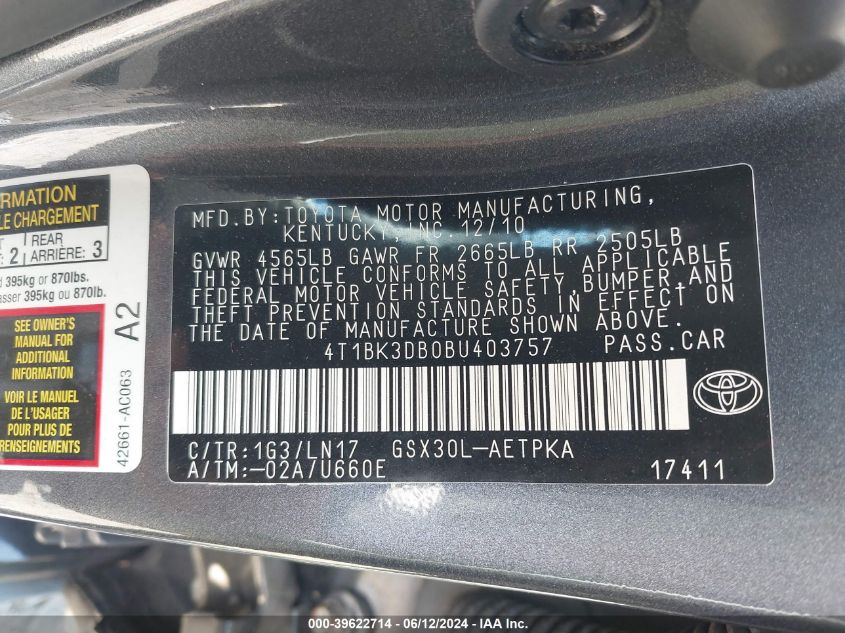 RMATION
LE CHARGEMENT
2
REAR
ARRIÈRE: 3
d 395kg or 870lbs.
asser 395kg ou 870lb.
SEE OWNER'S
MANUAL FOR
ADDITIONAL
INFORMATION
VOIR LE MANUEL
DE L'USAGER
POUR PLUS DE
RENSEIGNEMENTS
A2
42661-AC063
MFD.BY:TOYOTA MOTOR MANUFACTURING,
KENTUCKY, INC. 12/10
GVWR 4565LB GAWR FR 2665LB RR 2505LB
THIS VEHICLE CONFORMS TO ALL APPLICABLE
FEDERAL MOTOR VEHICLE SAFETY, BUMPER, AND
THEFT PREVENTION STANDARDS IN EFFECT ON
THE DATE OF MANUFACTURE SHOWN ABOVE.
4T1BK3DB0BU403757 PASS.CAR
C/TR:1G3/LN17 GSX30L-AETPKA
A/TM:-02A/U660E 17411
000-39622714 - 06/12/2024 - IAAI Inc.